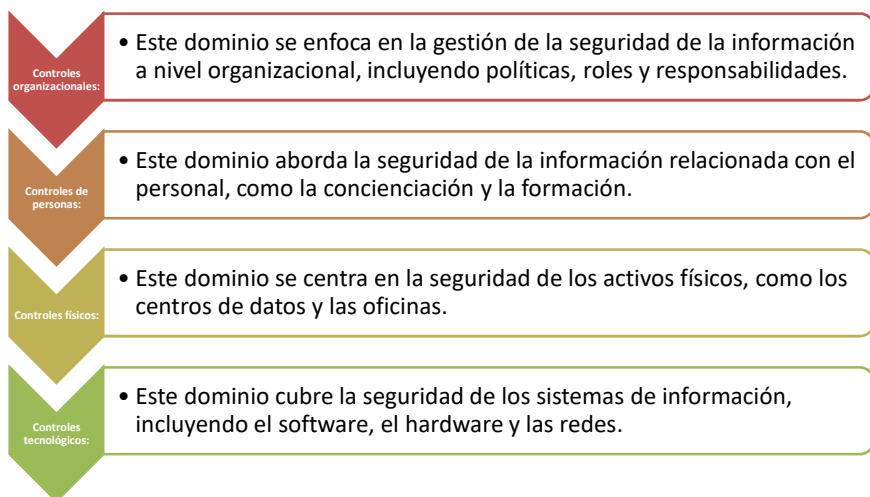 Controles
organizacionales:
• Este dominio se enfoca en la gestión de la seguridad de la información
a nivel organizacional, incluyendo políticas, roles y responsabilidades.
Controles de
personas:
• Este dominio aborda la seguridad de la información relacionada con el
personal, como la concienciación y la formación.
Controles físicos:
• Este dominio se centra en la seguridad de los activos físicos, como los
centros de datos y las oficinas.
Controles
tecnológicos:
• Este dominio cubre la seguridad de los sistemas de información,
incluyendo el software, el hardware y las redes.